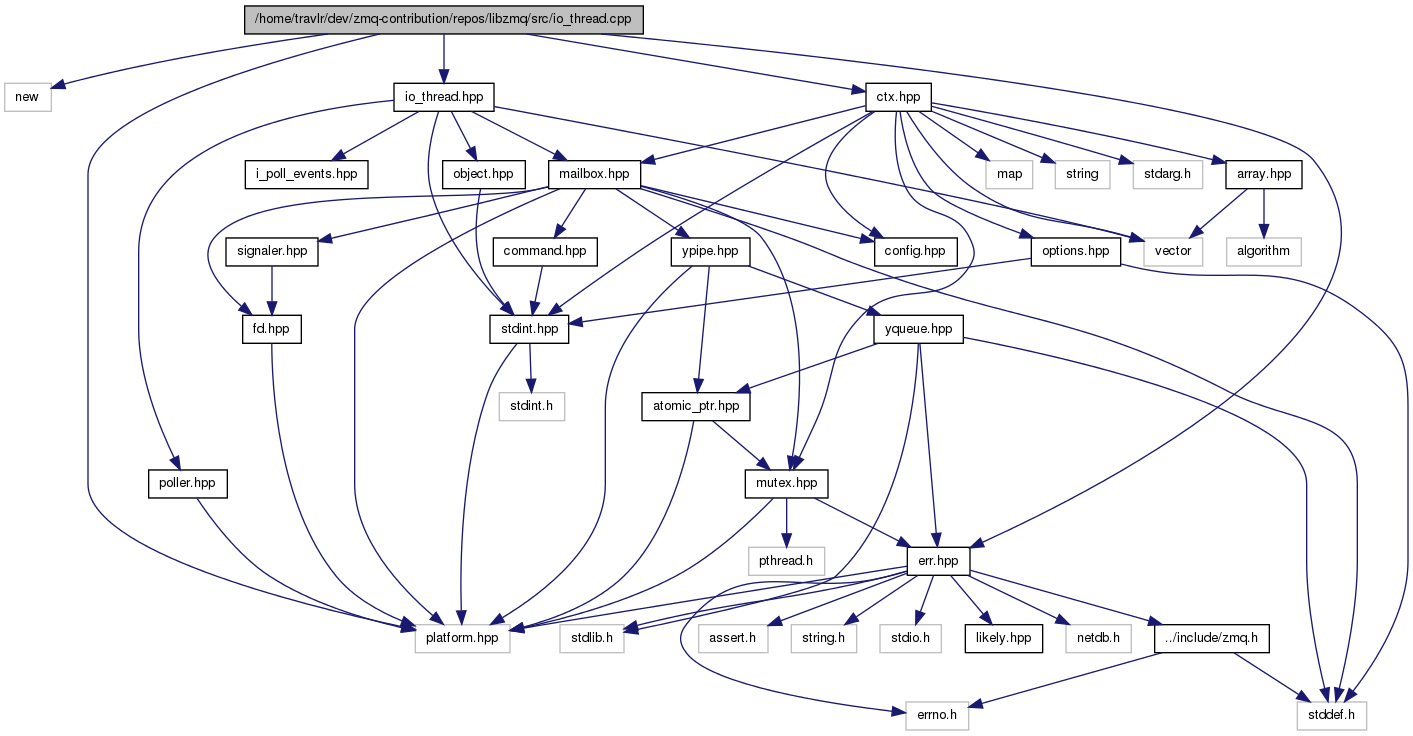 /home/travlr/dev/zmq-contribution/repos/libzmq/src/io_thread.cpp
new
io_thread.hpp
ctx.hpp
i_poll_events.hpp
object.hpp
mailbox.hpp
map
string
stdarg.h
array.hpp
signaler.hpp
command.hpp
ypipe.hpp
config.hpp
options.hpp
vector
algorithm
fd.hpp
stdint.hpp
yqueue.hpp
stdint.h
atomic_ptr.hpp
poller.hpp
mutex.hpp
pthread.h
err.hpp
platform.hpp
stdlib.h
assert.h
string.h
stdio.h
likely.hpp
netdb.h
../include/zmq.h
errno.h
stddef.h